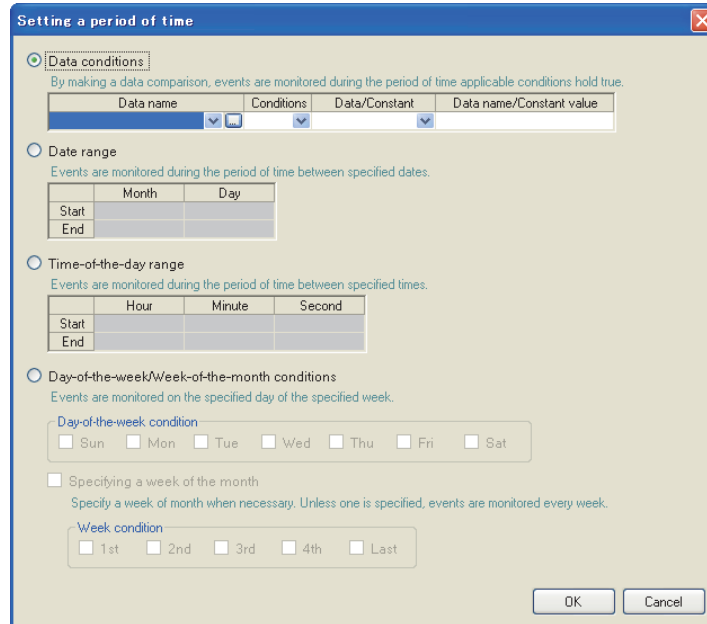 Setting a period of time
Data conditions
By making a data comparison, events are monitored during the period of time applicable conditions hold true.
Data name Conditions Data/Constant Data name/Constant value
...
Date range
Events are monitored during the period of time between specified dates.
Month Day
Start
End
Time-of-the-day range
Events are monitored during the period of time between specified times.
Hour Minute Second
Start
End
Day-of-the-week/Week-of-the-month conditions
Events are monitored on the specified day of the specified week.
Day-of-the-week condition
Sun Mon Tue Wed Thu Fri Sat
Specifying a week of the month
Specify a week of month when necessary. Unless one is specified, events are monitored every week.
Week condition
1st 2nd 3rd 4th Last
OK Cancel